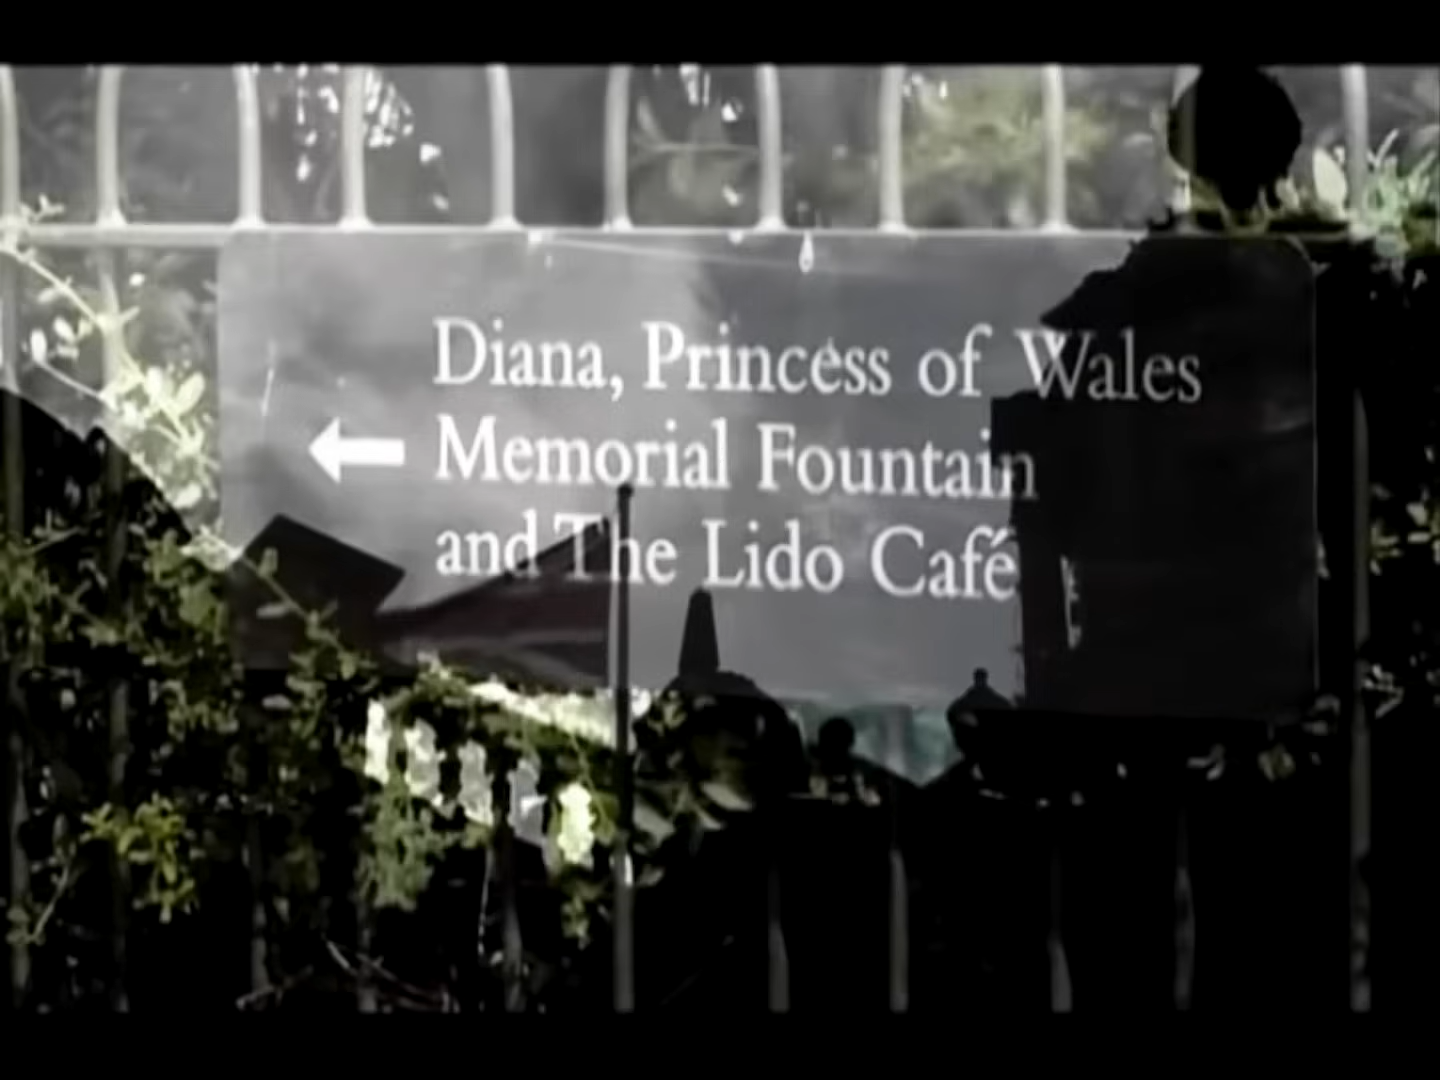 Diana, Princess of Wales
Memorial Fountain
and The Lido Café